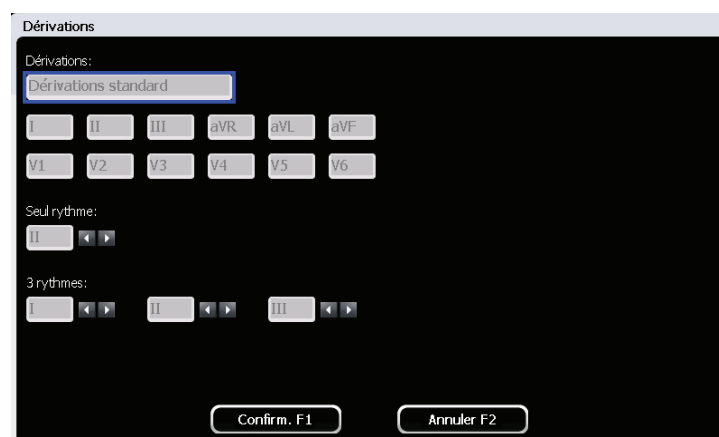 Dérivations
Dérivations:
Dérivations standard
I II III aVR aVL aVF
V1 V2 V3 V4 V5 V6
Seul rythme:
II
3 rythmes:
I II III
Confirm. F1 Annuler F2